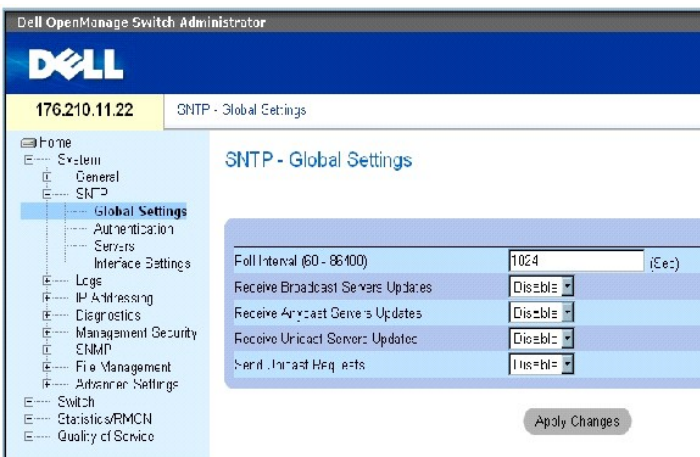 Dell OpenManage Switch Administrator
DELL
176.210.11.22
SNTP - Global Settings
Home
System
General
SNTP
Global Settings
Authentication
Servers
Interface Settings
Logs
IP Addressing
Diagnostics
Management Security
SNMP
File Management
Advanced Settings
Switch
Statistics/RMON
Quality of Service
SNTP - Global Settings
Poll Interval (60 - 86400) 1024 (Sec)
Receive Broadcast Servers Updates Disable
Receive Anycast Servers Updates Disable
Receive Unicast Servers Updates Disable
Send Unicast Requests Disable
Apply Changes